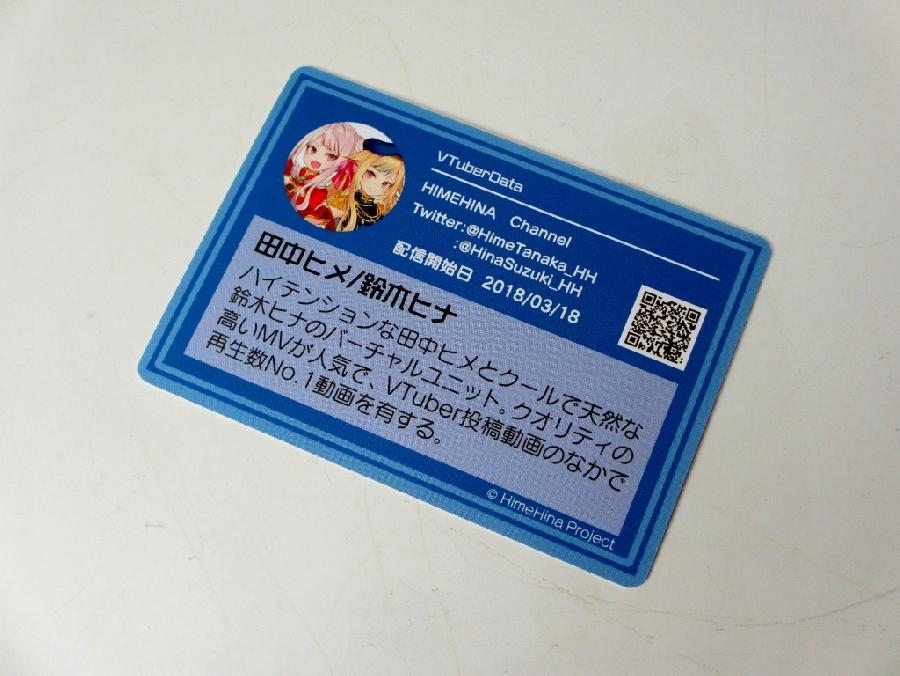 VTuberData
HIMEHINA Channel
Twitter:@HimeTanaka_HH
:@HinaSuzuki_HH
配信開始日 2018/03/18
田中ヒメ/鈴木ヒナ
ハイテンションな田中ヒメとクールで天然な
鈴木ヒナのバーチャルユニット。クオリティの
高いMVが人気で、VTuber投稿動画のなかで
再生数No.1動画を有する。
© HimeHina Project